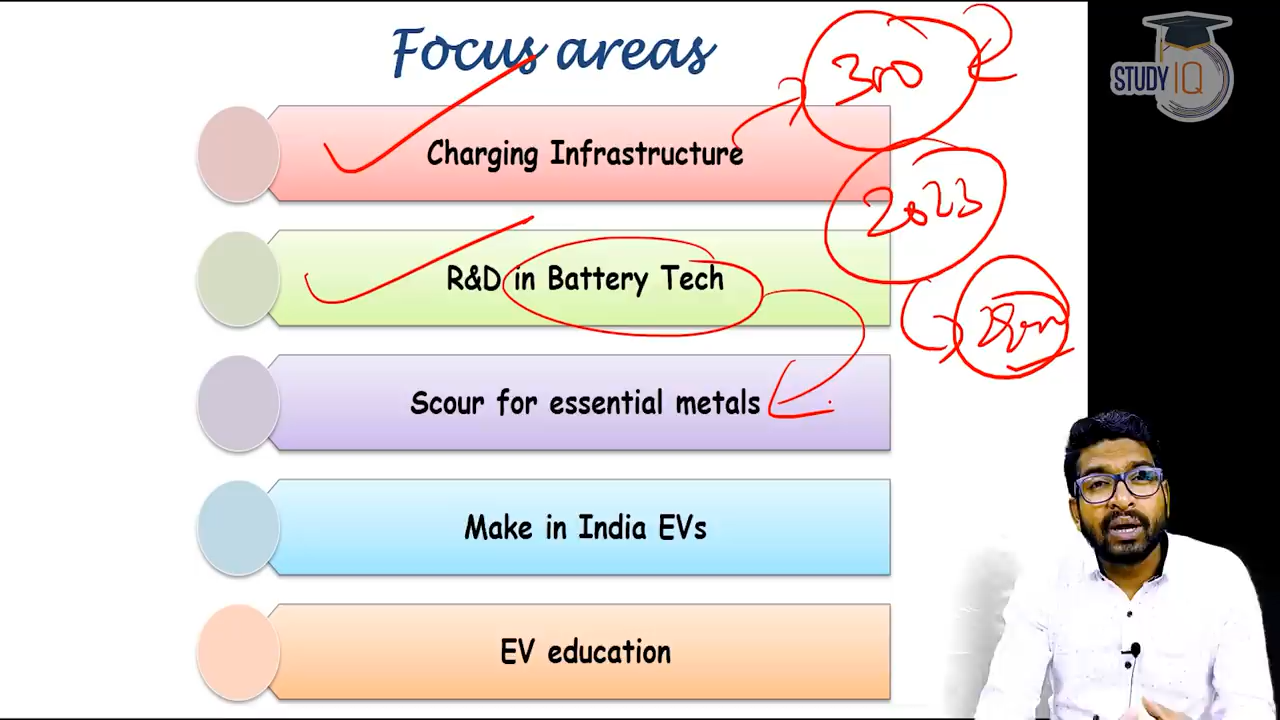 Focus areas
STUDY IQ
300
Charging Infrastructure
2023
R&D in Battery Tech
Scour for essential metals
Make in India EVs
EV education